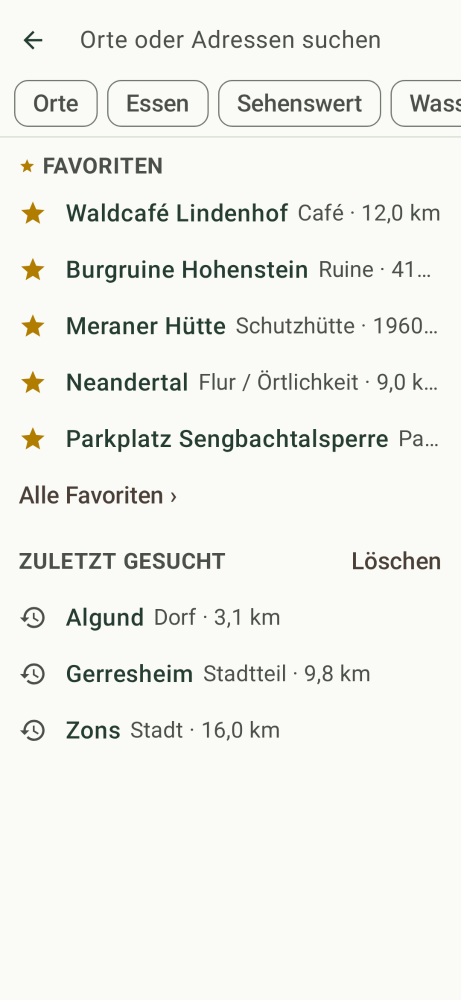 Orte oder Adressen suchen
Orte Essen Sehenswert Wass
FAVORITEN
Waldcafé Lindenhof Café · 12,0 km
Burgruine Hohenstein Ruine · 41…
Meraner Hütte Schutzhütte · 1960…
Neandertal Flur / Örtlichkeit · 9,0 k…
Parkplatz Sengbachtalsperre Pa…
Alle Favoriten ›
ZULETZT GESUCHT Löschen
Algund Dorf · 3,1 km
Gerresheim Stadtteil · 9,8 km
Zons Stadt · 16,0 km